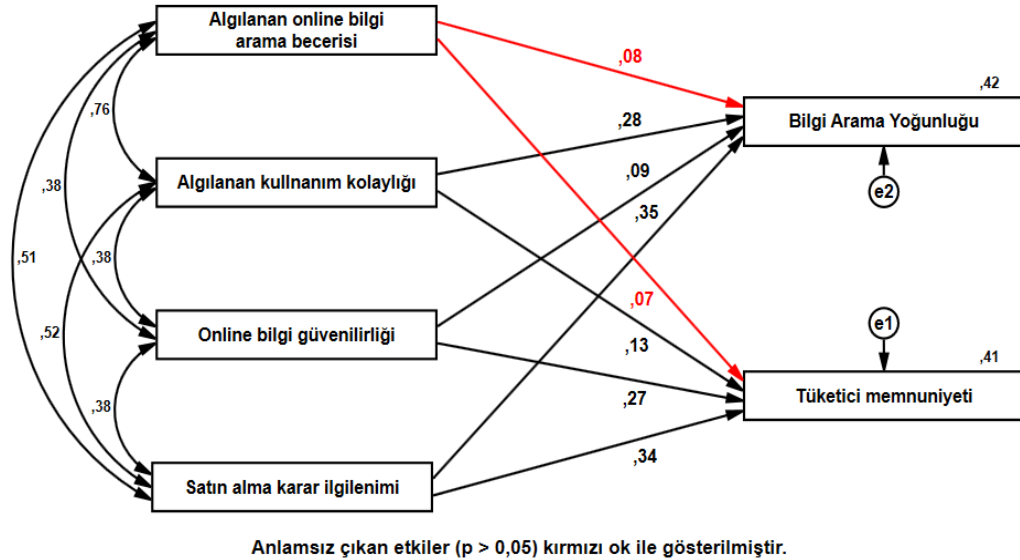 Algılanan online bilgi
arama becerisi
,08
,42
,76
,28
Bilgi Arama Yoğunluğu
,38
Algılanan kullnanım kolaylığı
,09
e2
,35
,51
,38
,07
,52
Online bilgi güvenilirliği
e1
,13
,41
,38
,27
Tüketici memnuniyeti
,34
Satın alma karar ilgilenimi
Anlamsız çıkan etkiler (p > 0,05) kırmızı ok ile gösterilmiştir.